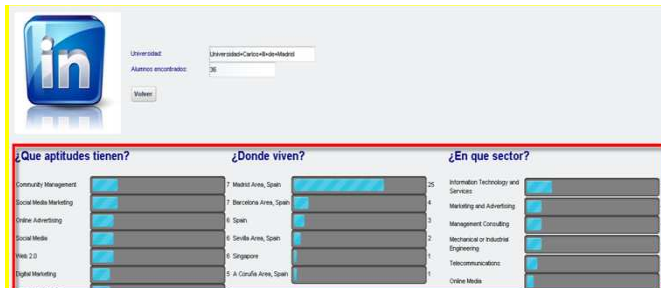 in
Universidad: Universidad+Carlos+III+de+Madrid
Alumnos encontrados: 36
Volver
¿Que aptitudes tienen? ¿Donde viven? ¿En que sector?
Community Management 7 Madrid Area, Spain 25 Information Technology and Services
Social Media Marketing 7 Barcelona Area, Spain 4 Marketing and Advertising
Online Advertising 6 Spain 3 Management Consulting
Social Media 6 Sevilla Area, Spain 2 Mechanical or Industrial Engineering
Web 2.0 6 Singapore 1 Telecommunications
Digital Marketing 5 A Coruña Area, Spain 1 Online Media